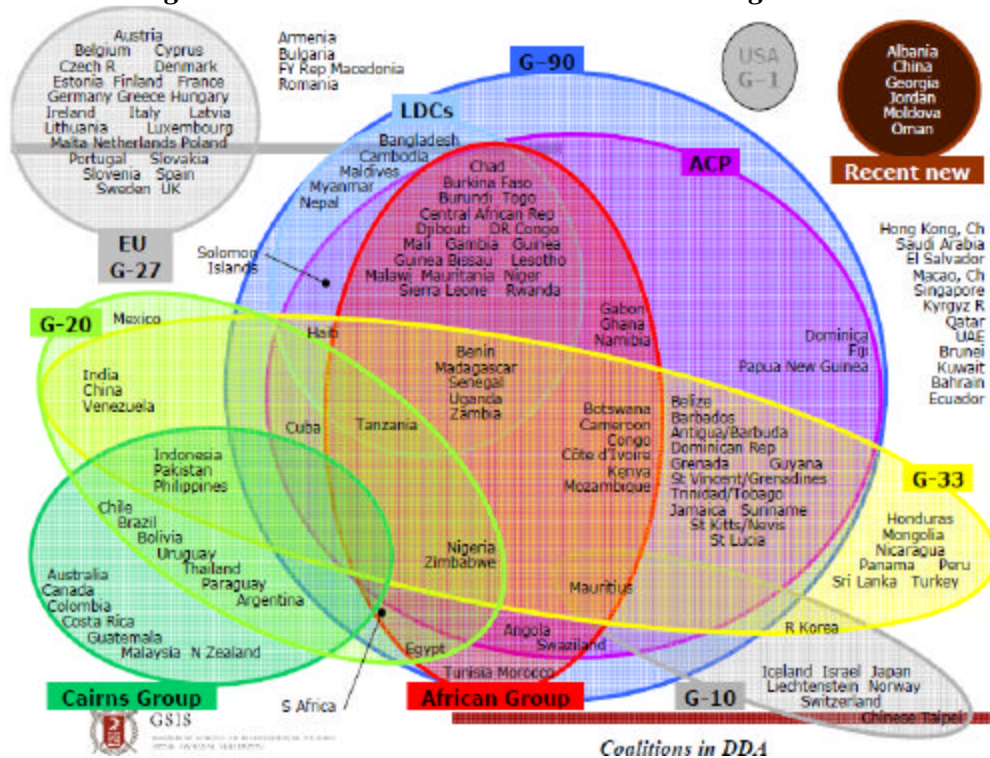 Austria
Belgium Cyprus
Czech R Denmark
Estonia Finland France
Germany Greece Hungary
Ireland Italy Latvia
Lithuania Luxembourg
Malta Netherlands Poland
Portugal Slovakia
Slovenia Spain
Sweden UK
EU
G-27
Armenia
Bulgaria
FY Rep Macedonia
Romania
G-90
USA
G-1
Albania
China
Georgia
Jordan
Moldova
Oman
Recent new
LDCs
Bangladesh
Cambodia
Maldives
Myanmar
Nepal
ACP
Chad
Burkina Faso
Burundi Togo
Central African Rep
Djibouti DR Congo
Mali Gambia Guinea
Guinea Bissau Lesotho
Malawi Mauritania Niger
Sierra Leone Rwanda
Solomon
Islands
Hong Kong, Ch
Saudi Arabia
El Salvador
Macao, Ch
Singapore
Kyrgyz R
Qatar
UAE
Brunei
Kuwait
Bahrain
Ecuador
G-20
Mexico
Haiti
Gabon
Ghana
Namibia
Dominica
Fiji
Papua New Guinea
India
China
Venezuela
Benin
Madagascar
Senegal
Uganda
Zambia
Cuba
Tanzania
Botswana
Cameroon
Congo
Côte d'Ivoire
Kenya
Mozambique
Belize
Barbados
Antigua/Barbuda
Dominican Rep
Grenada Guyana
St Vincent/Grenadines
Trinidad/Tobago
Jamaica Suriname
St Kitts/Nevis
St Lucia
G-33
Honduras
Mongolia
Nicaragua
Panama Peru
Sri Lanka Turkey
Indonesia
Pakistan
Philippines
Chile
Brazil
Bolivia
Uruguay
Thailand
Paraguay
Argentina
Australia
Canada
Colombia
Costa Rica
Guatemala
Malaysia N Zealand
Nigeria
Zimbabwe
Mauritius
R Korea
Angola
Swaziland
Egypt
Tunisia Morocco
Iceland Israel Japan
Liechtenstein Norway
Switzerland
Chinese Taipei
Cairns Group
S Africa
African Group
G-10
GSIS
Coalitions in DDA